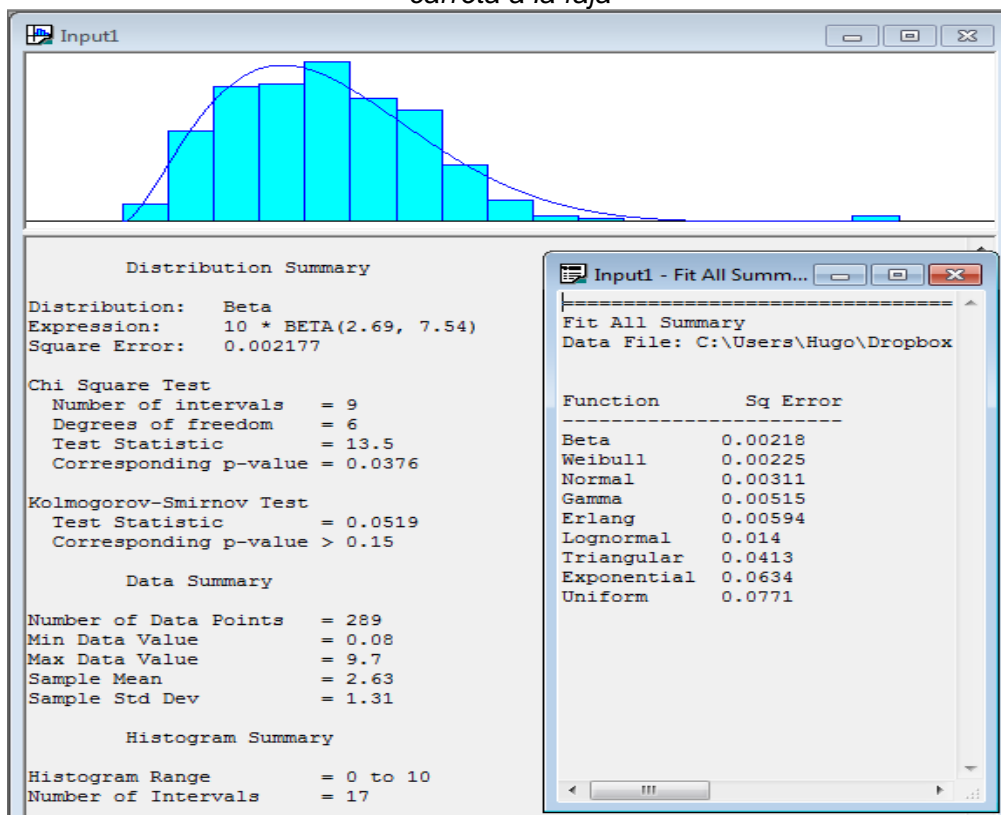 carreta a la faja
Input1
Distribution Summary
Distribution: Beta
Expression: 10 * BETA(2.69, 7.54)
Square Error: 0.002177
Chi Square Test
Number of intervals = 9
Degrees of freedom = 6
Test Statistic = 13.5
Corresponding p-value = 0.0376
Kolmogorov-Smirnov Test
Test Statistic = 0.0519
Corresponding p-value > 0.15
Data Summary
Number of Data Points = 289
Min Data Value = 0.08
Max Data Value = 9.7
Sample Mean = 2.63
Sample Std Dev = 1.31
Histogram Summary
Histogram Range = 0 to 10
Number of Intervals = 17
Input1 - Fit All Summ...
Fit All Summary
Data File: C:\Users\Hugo\Dropbox
Function Sq Error
Beta 0.00218
Weibull 0.00225
Normal 0.00311
Gamma 0.00515
Erlang 0.00594
Lognormal 0.014
Triangular 0.0413
Exponential 0.0634
Uniform 0.0771